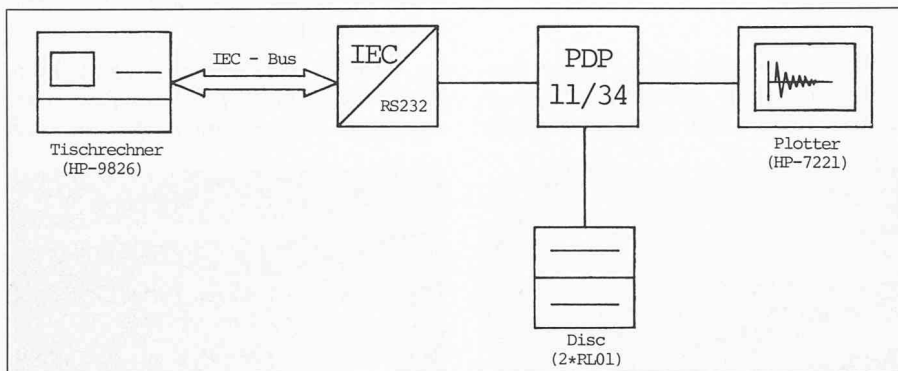 IEC - Bus
IEC
RS232
PDP
11/34
Tischrechner
(HP-9826)
Plotter
(HP-7221)
Disc
(2*RL01)